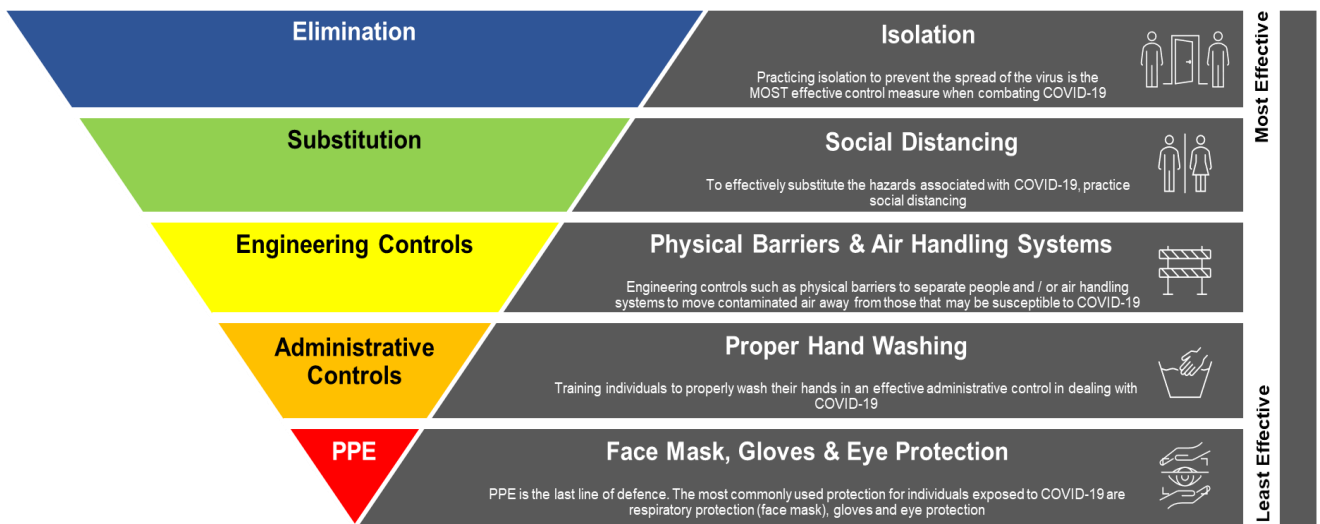 Elimination
Isolation
Practicing isolation to prevent the spread of the virus is the
MOST effective control measure when combating COVID-19
Substitution
Social Distancing
To effectively substitute the hazards associated with COVID-19, practice
social distancing
Engineering Controls
Physical Barriers & Air Handling Systems
Engineering controls such as physical barriers to separate people and / or air handling
systems to move contaminated air away from those that may be susceptible to COVID-19
Administrative
Controls
Proper Hand Washing
Training individuals to properly wash their hands in an effective administrative control in dealing with
COVID-19
PPE
Face Mask, Gloves & Eye Protection
PPE is the last line of defence. The most commonly used protection for individuals exposed to COVID-19 are
respiratory protection (face mask), gloves and eye protection
Most Effective
Least Effective